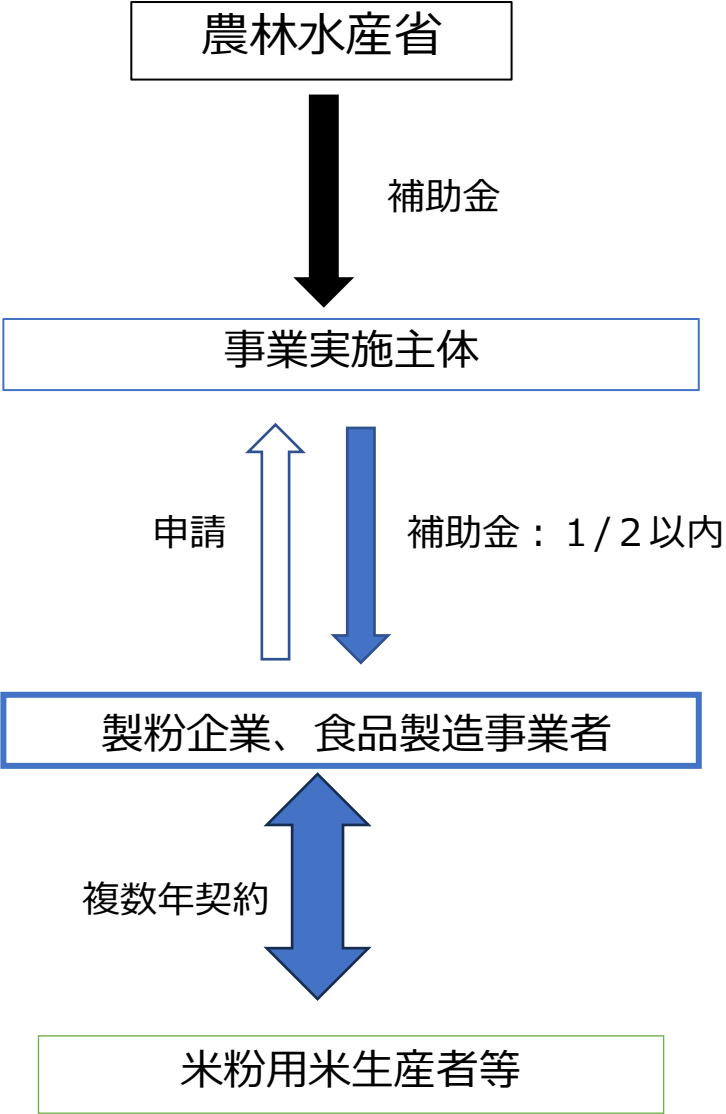 農林水産省
補助金
事業実施主体
申請
補助金：１/２以内
製粉企業、食品製造事業者
複数年契約
米粉用米生産者等